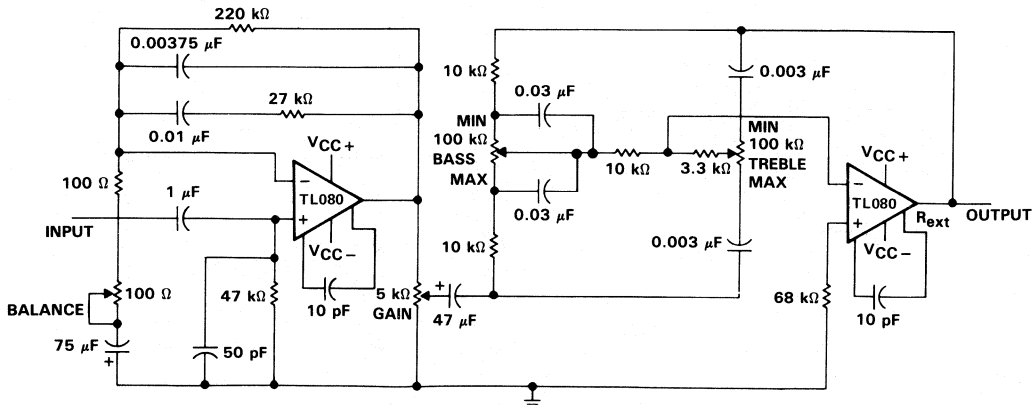 220 kΩ
0.00375 μF
27 kΩ
0.01 μF
100 Ω
1 μF
INPUT
VCC+
−
TL080
+
VCC−
10 pF
100 Ω
BALANCE
75 μF
+
47 kΩ
50 pF
5 kΩ
GAIN
+
47 μF
10 kΩ
0.03 μF
MIN
100 kΩ
BASS
MAX
0.03 μF
10 kΩ
10 kΩ
3.3 kΩ
0.003 μF
MIN
100 kΩ
TREBLE
MAX
0.003 μF
68 kΩ
VCC+
−
TL080
+
VCC−
Rext
OUTPUT
10 pF